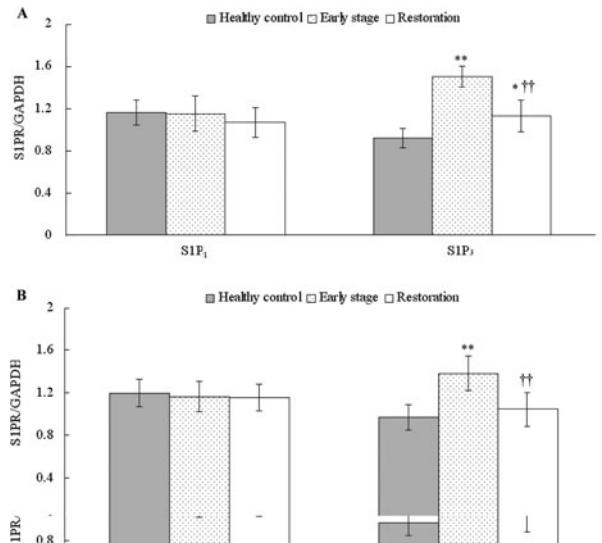 A
Healthy control Early stage Restoration
2
1.6
1.2
0.8
0.4
0
S1PR/GAPDH
**
* ††
S1P₁
S1P₃
B
Healthy control Early stage Restoration
2
1.6
1.2
0.8
0.4
S1PR/GAPDH
**
††
0.8